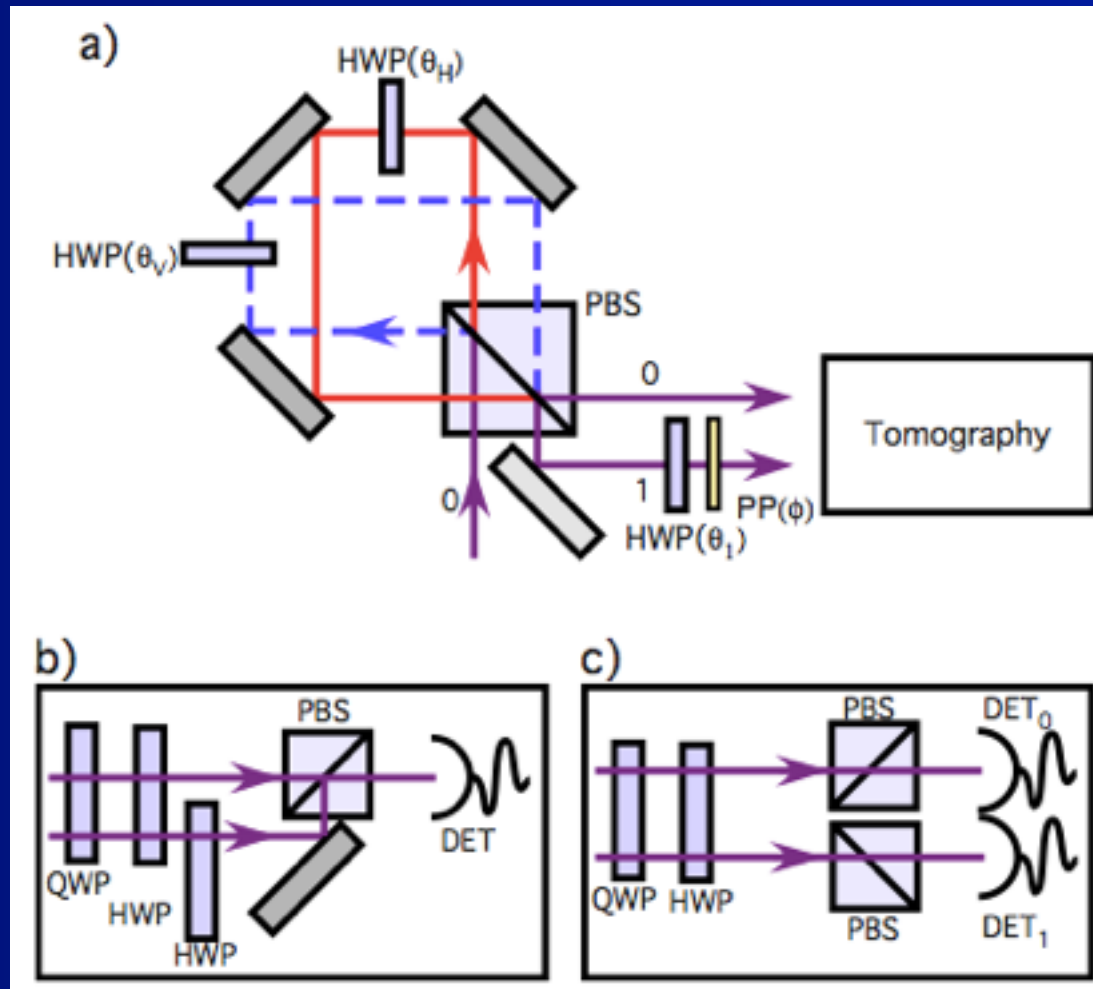 a)
HWP(θH)
HWP(θV)
PBS
0
Tomography
0
1
PP(ϕ)
HWP(θ1)
b)
PBS
QWP
HWP
HWP
DET
c)
PBS
DET0
QWP
HWP
PBS
DET1